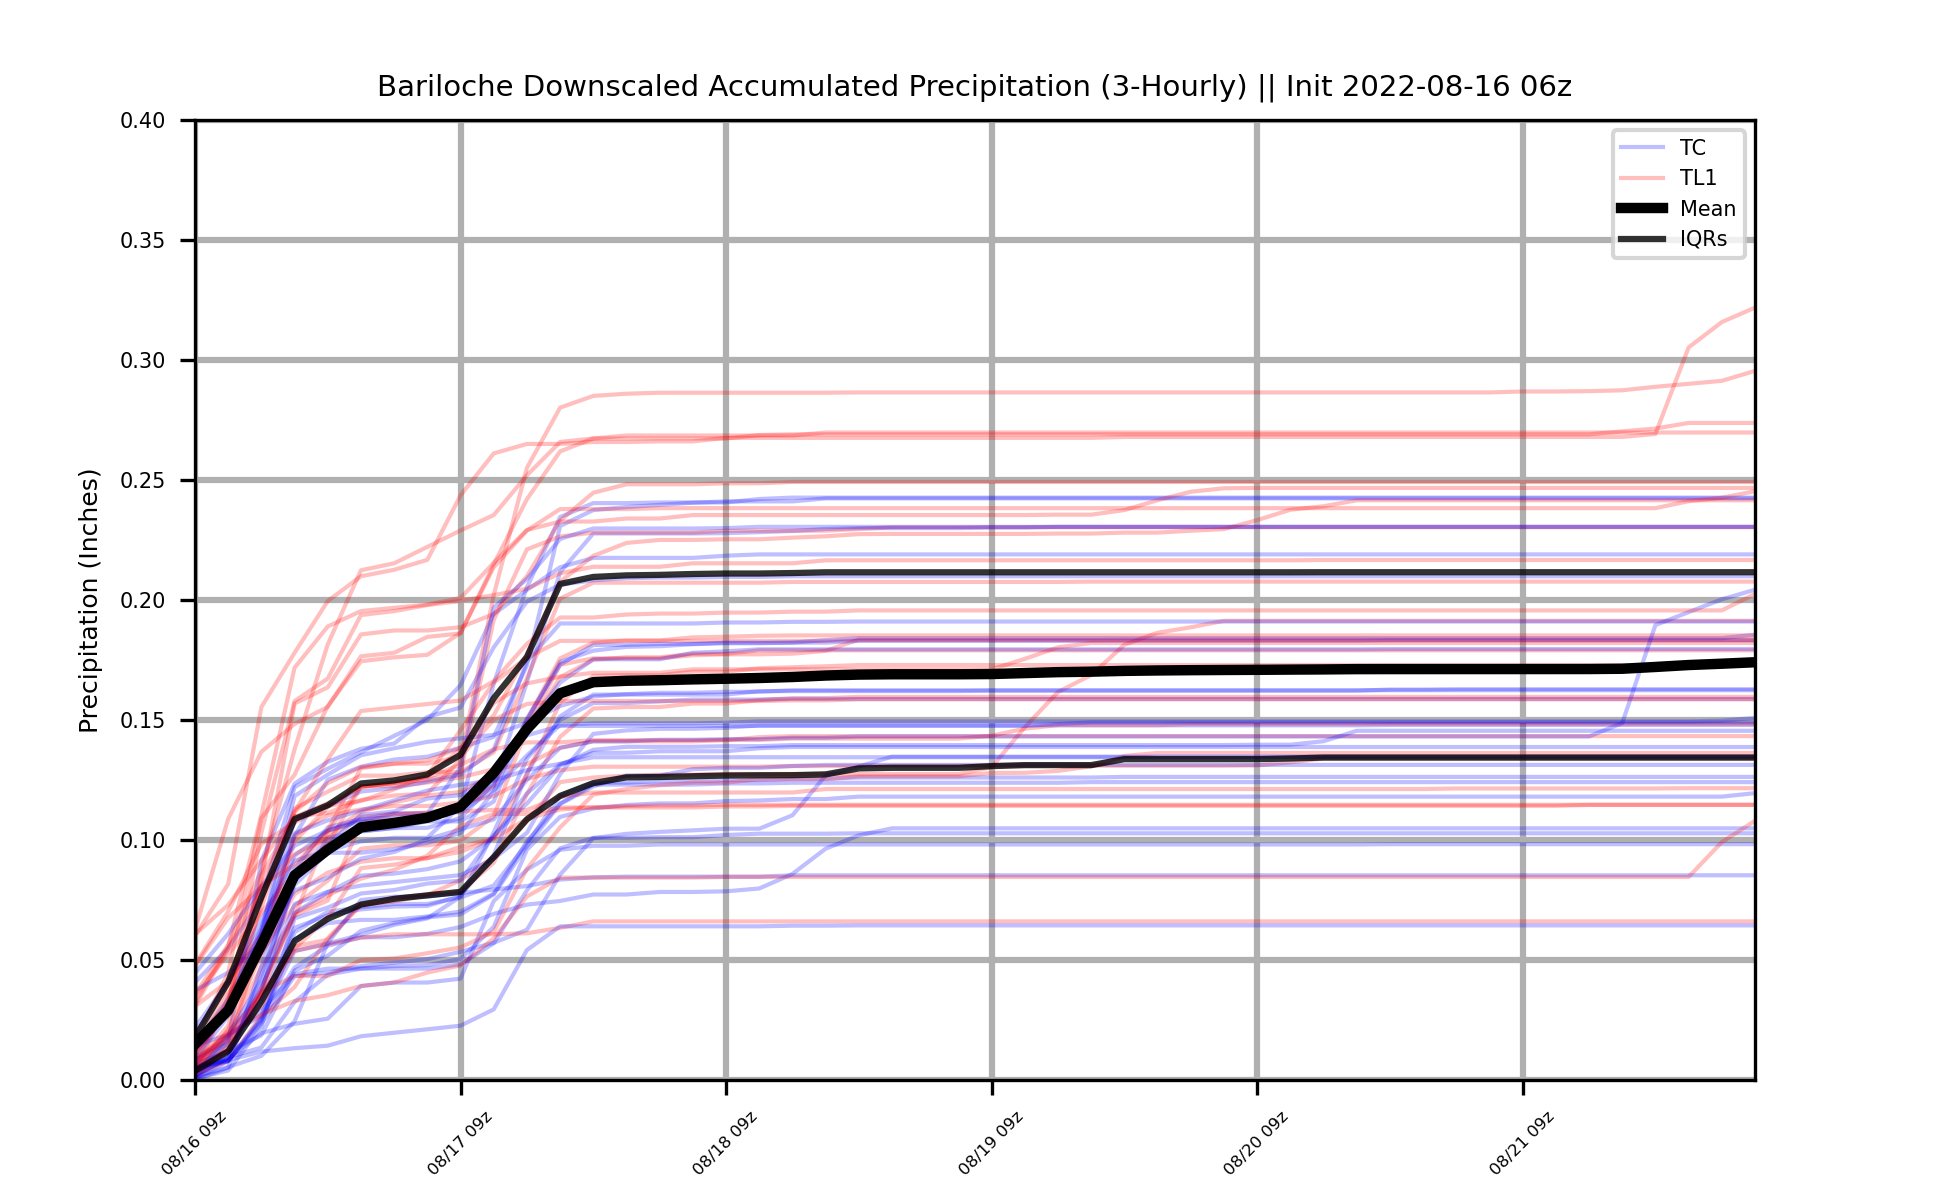 Bariloche Downscaled Accumulated Precipitation (3-Hourly) || Init 2022-08-16 06z
0.40
0.35
0.30
0.25
0.20
0.15
0.10
0.05
0.00
Precipitation (Inches)
TC
TL1
Mean
IQRs
08/16 09z
08/17 09z
08/18 09z
08/19 09z
08/20 09z
08/21 09z